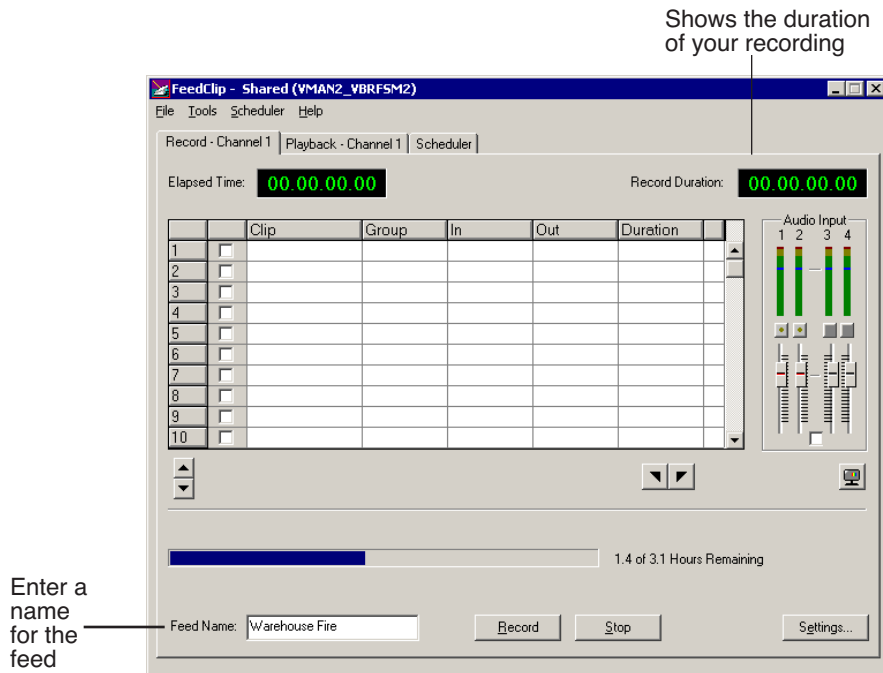 Shows the duration
of your recording
FeedClip - Shared (VMAN2_VBRFSM2)
File Tools Scheduler Help
Record - Channel 1 Playback - Channel 1 Scheduler
Elapsed Time: 00.00.00.00 Record Duration: 00.00.00.00
Clip Group In Out Duration
Audio Input
1 2 3 4
1
2
3
4
5
6
7
8
9
10
1.4 of 3.1 Hours Remaining
Enter a
name
for the
feed
Feed Name: Warehouse Fire Record Stop Settings...